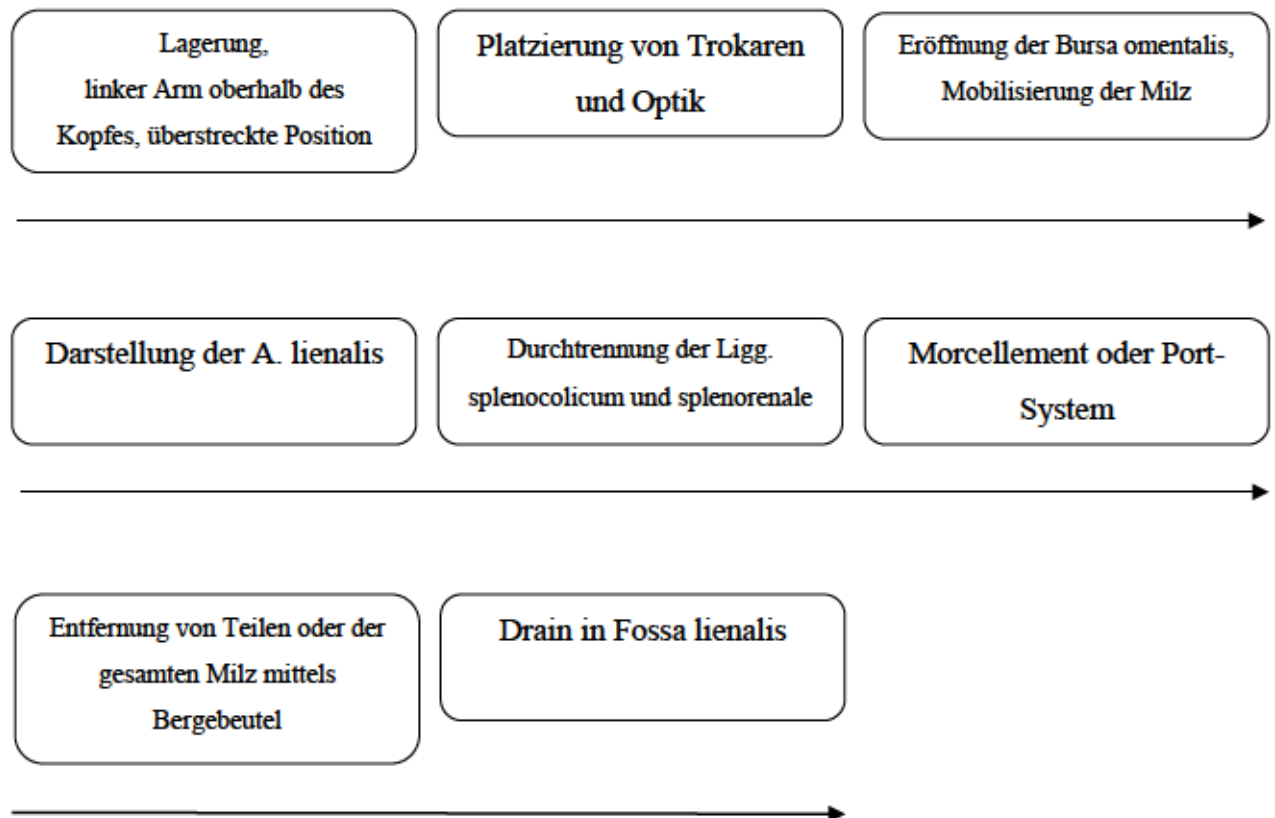 Lagerung,
linker Arm oberhalb des
Kopfes, überstreckte Position
Platzierung von Trokaren
und Optik
Eröffnung der Bursa omentalis,
Mobilisierung der Milz
Darstellung der A. lienalis
Durchtrennung der Ligg.
splenocolicum und splenorenale
Morcellement oder Port-
System
Entfernung von Teilen oder der
gesamten Milz mittels
Bergebeutel
Drain in Fossa lienalis